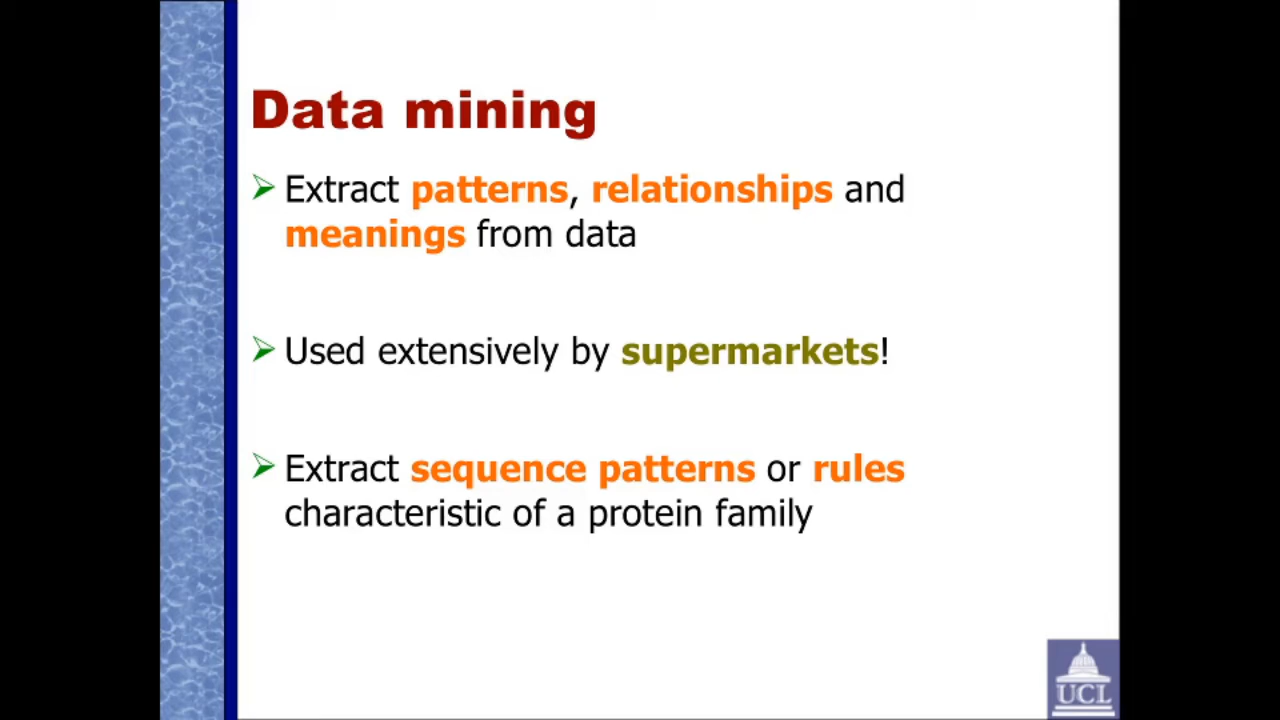 Data mining
Extract patterns, relationships and
meanings from data
Used extensively by supermarkets!
Extract sequence patterns or rules
characteristic of a protein family
UCL